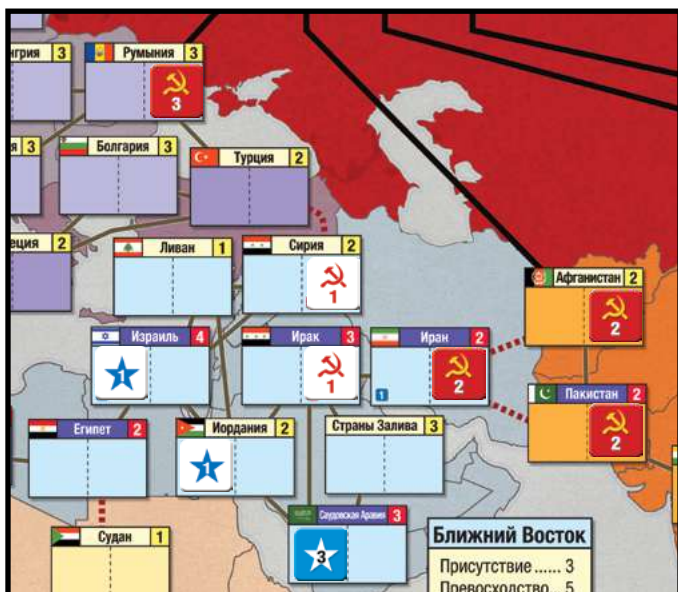 игрия 3
Румыния 3
3
я 3
Болгария 3
Турция 2
еция 2
Ливан 1
Сирия 2
1
Афганистан 2
2
Израиль 4
1
Ирак 3
1
Иран 2
1
2
Пакистан 2
2
Египет 2
Иордания 2
1
Страны Залива 3
Саудовская Аравия 3
3
Судан 1
Ближний Восток
Присутствие ...... 3
Превосходство .. 5